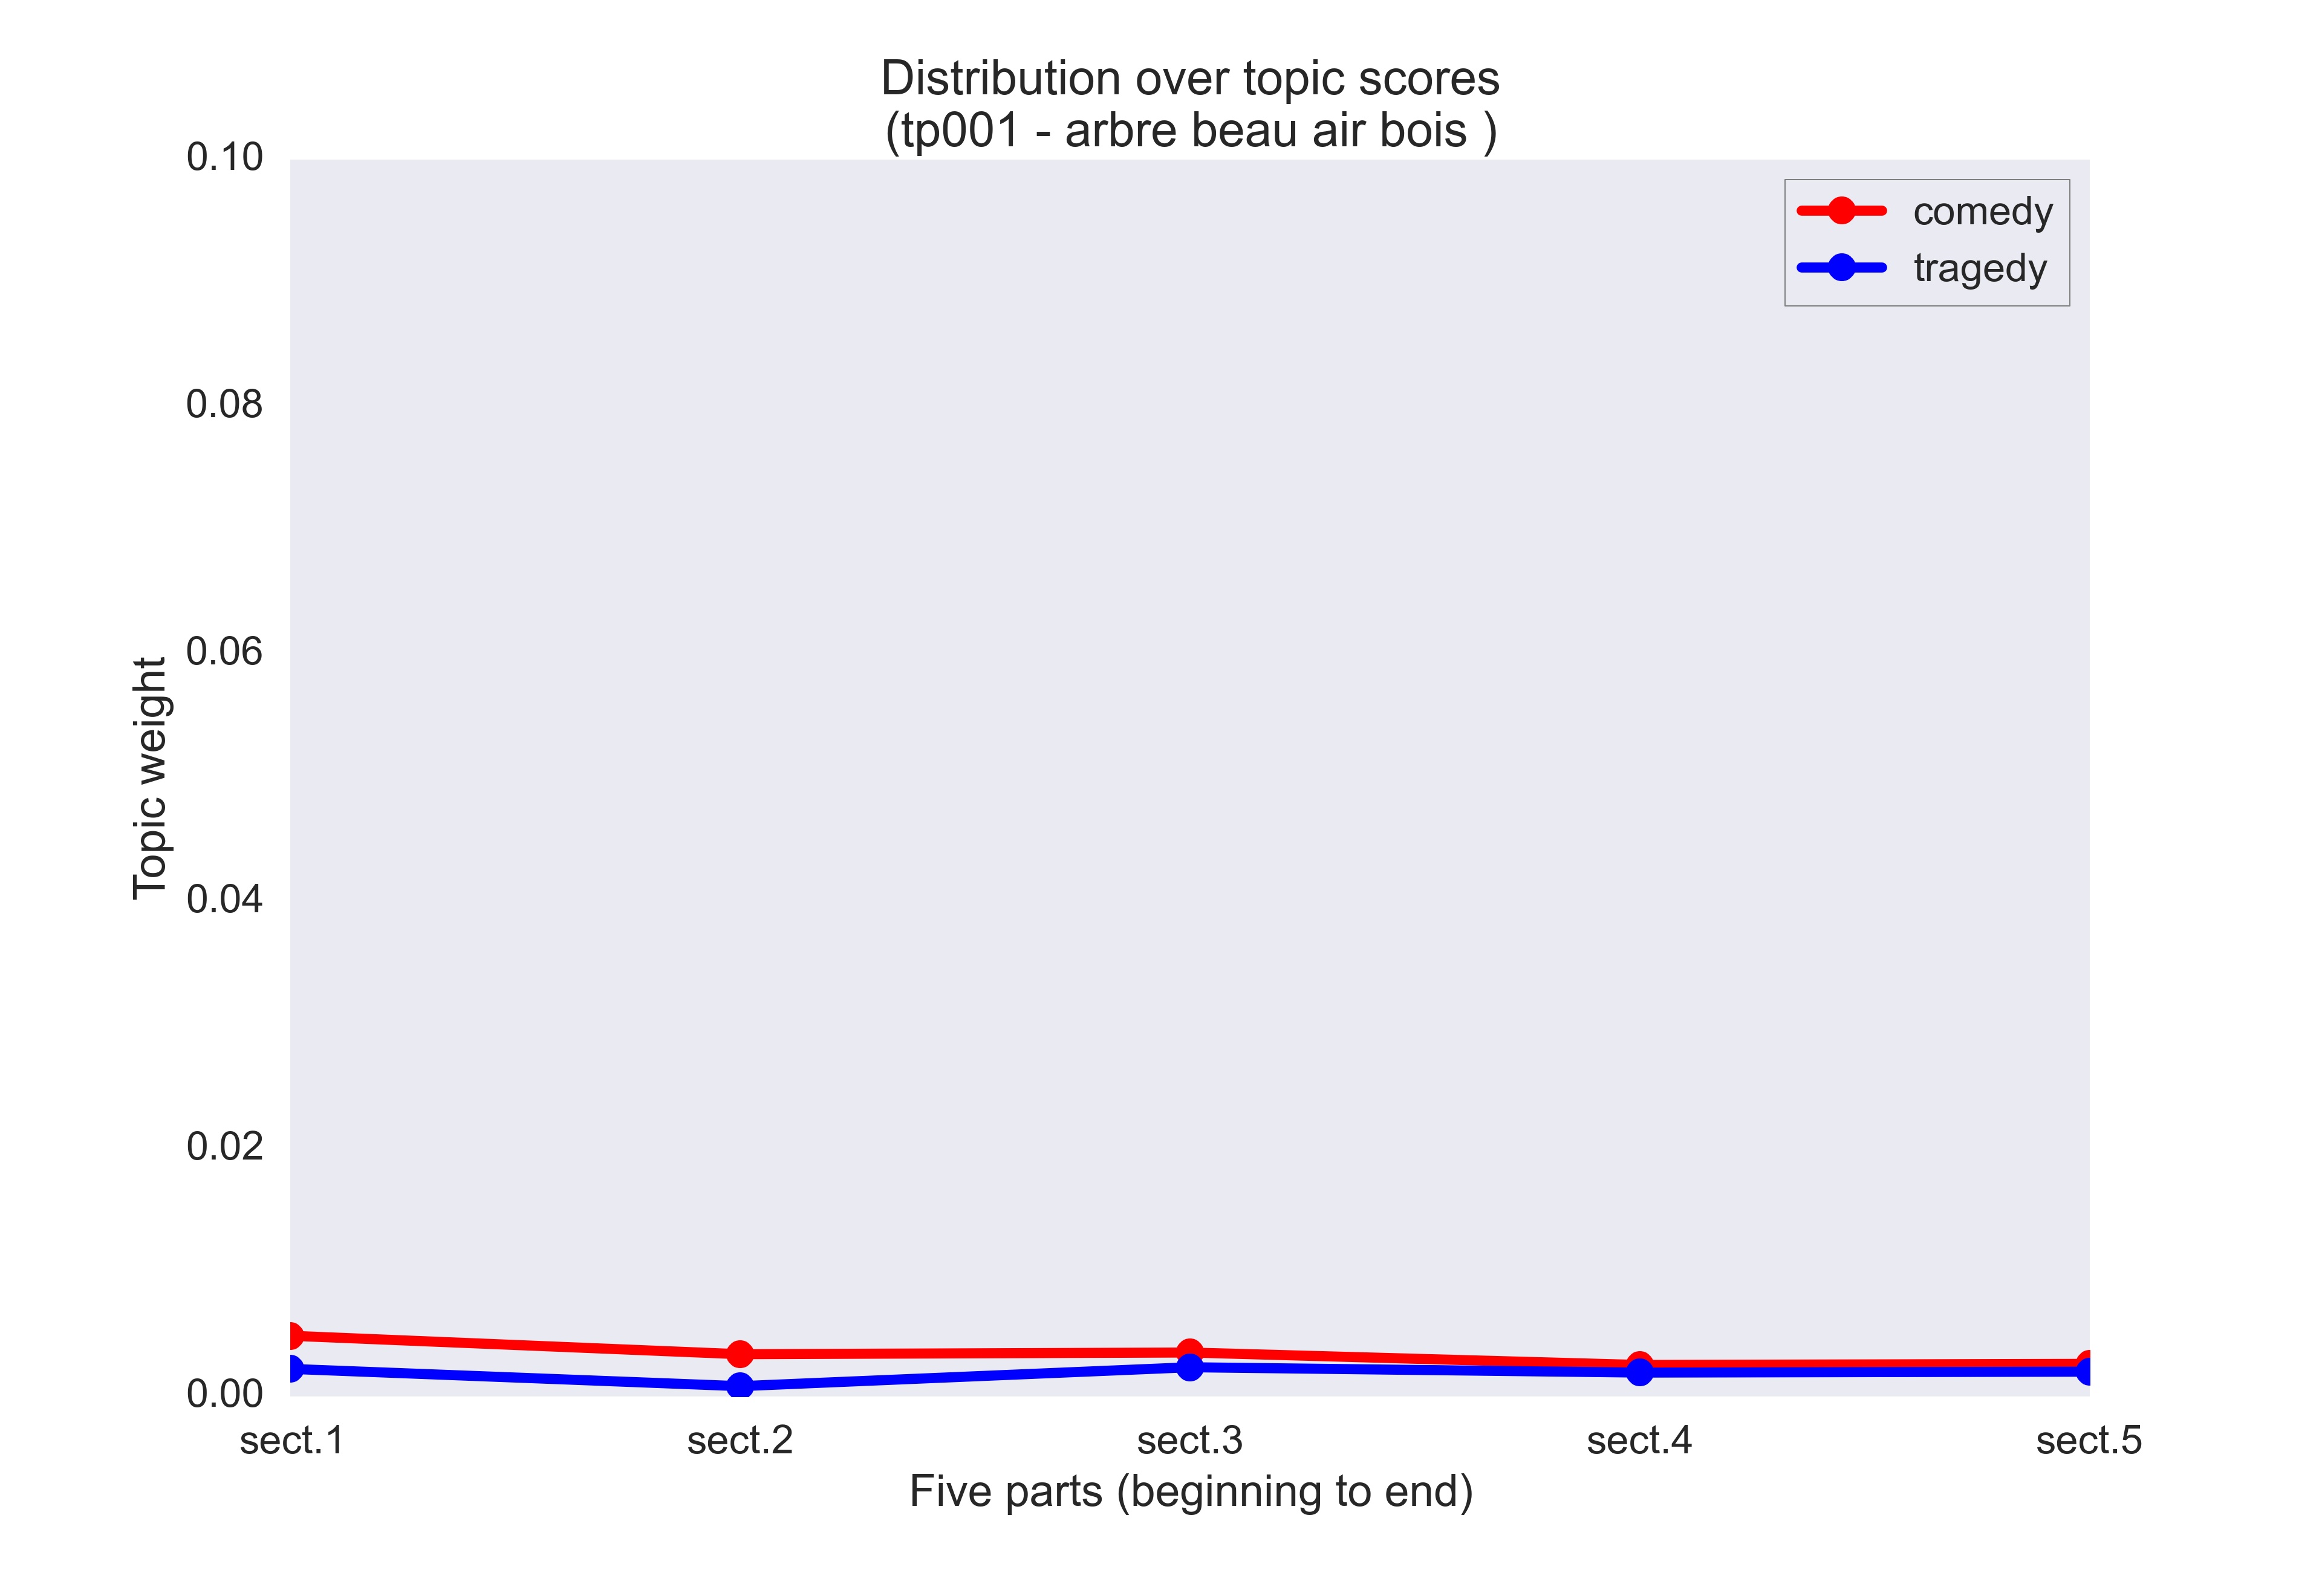 Distribution over topic scores
(tp001 - arbre beau air bois )
comedy
tragedy
0.10
0.08
0.06
0.04
0.02
0.00
Topic weight
sect.1 sect.2 sect.3 sect.4 sect.5
Five parts (beginning to end)